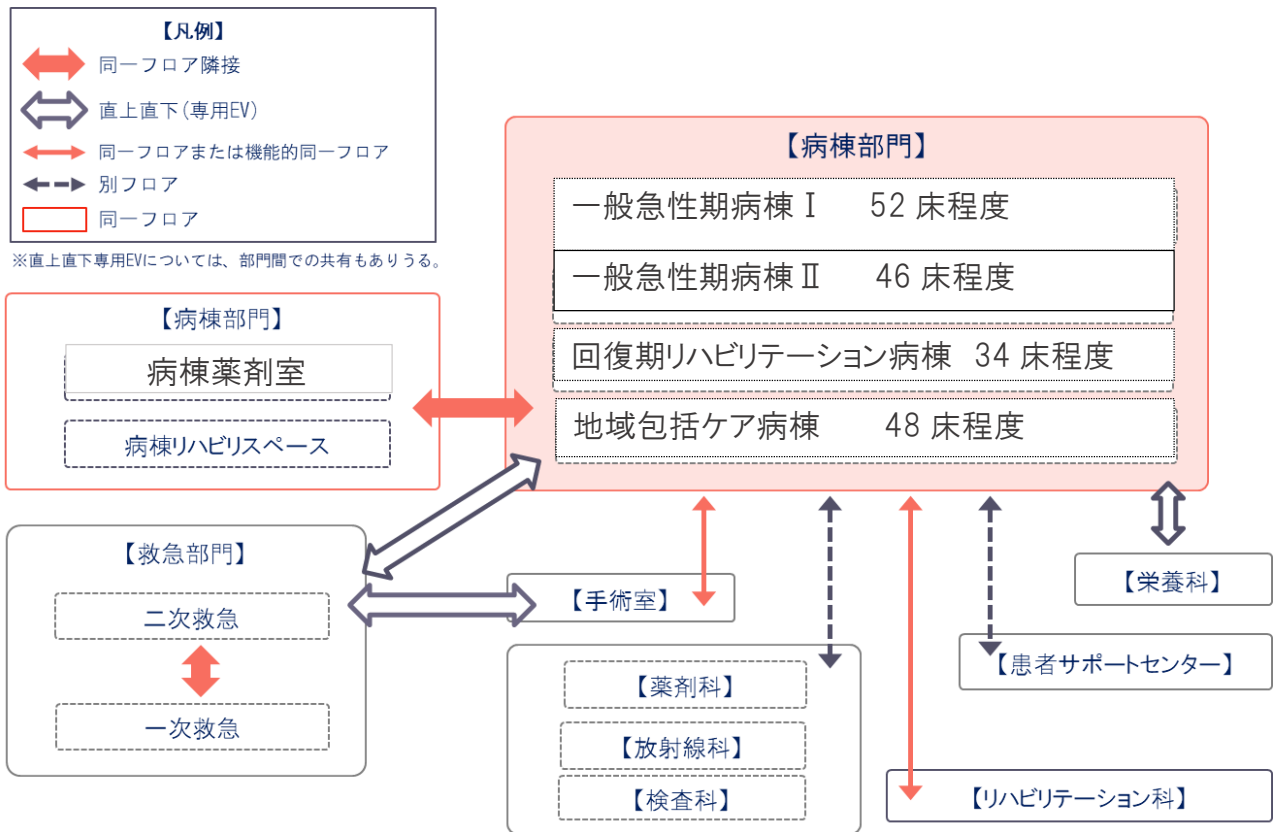 【凡例】
同一フロア隣接
直上直下(専用EV)
同一フロアまたは機能的同一フロア
別フロア
同一フロア
※直上直下専用EVについては、部門間での共有もありうる。
【病棟部門】
一般急性期病棟Ⅰ 52 床程度
一般急性期病棟Ⅱ 46 床程度
回復期リハビリテーション病棟 34 床程度
地域包括ケア病棟 48 床程度
【病棟部門】
病棟薬剤室
病棟リハビリスペース
【救急部門】
二次救急
一次救急
【手術室】
【薬剤科】
【放射線科】
【検査科】
【栄養科】
【患者サポートセンター】
【リハビリテーション科】